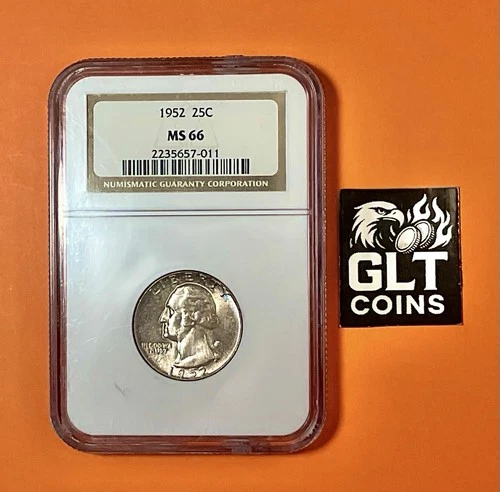 1952 25C
MS 66
2235657-011
NUMISMATIC GUARANTY CORPORATION
LIBERTY
IN GOD WE
TRUST
1952
GLT
COINS